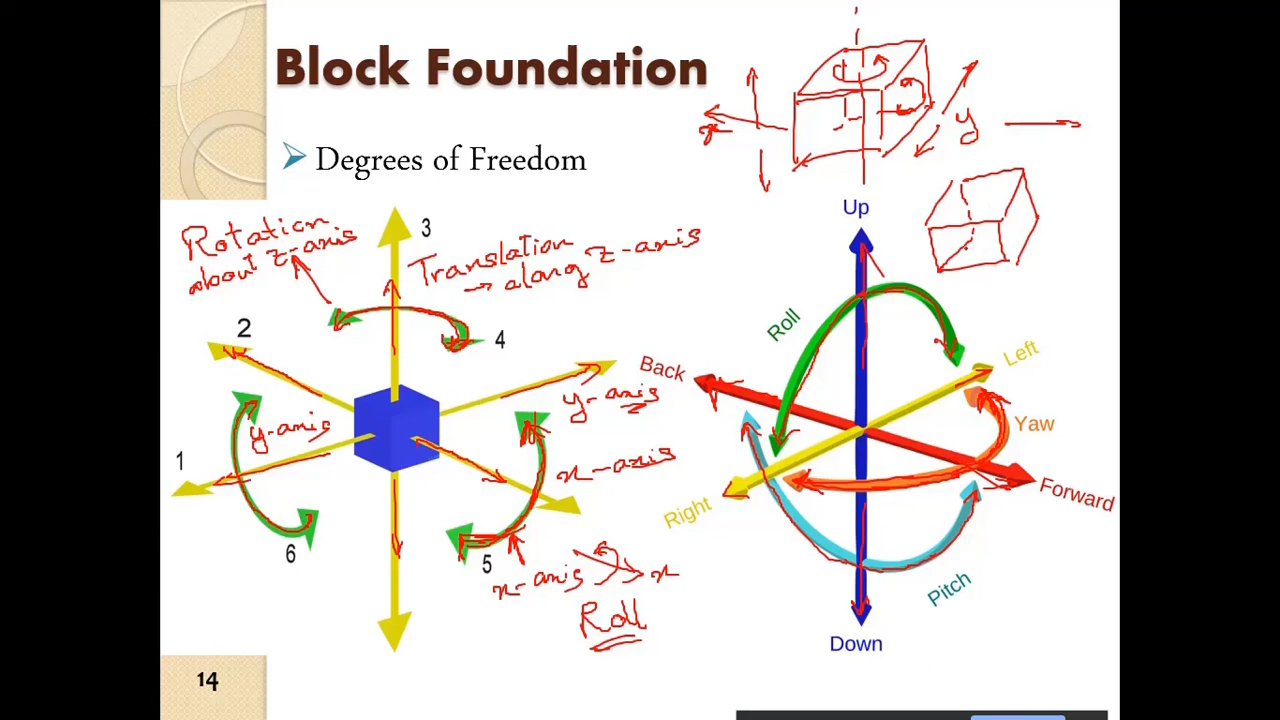 Block Foundation
Degrees of Freedom
x
y
Rotation
about z-axis
3
Translation
→ along z-axis
2
4
y-axis
y-axis
x-axis
1
6
5
x-axis
x
Roll
Up
Roll
Left
Back
Yaw
Right
Forward
Pitch
Down
14